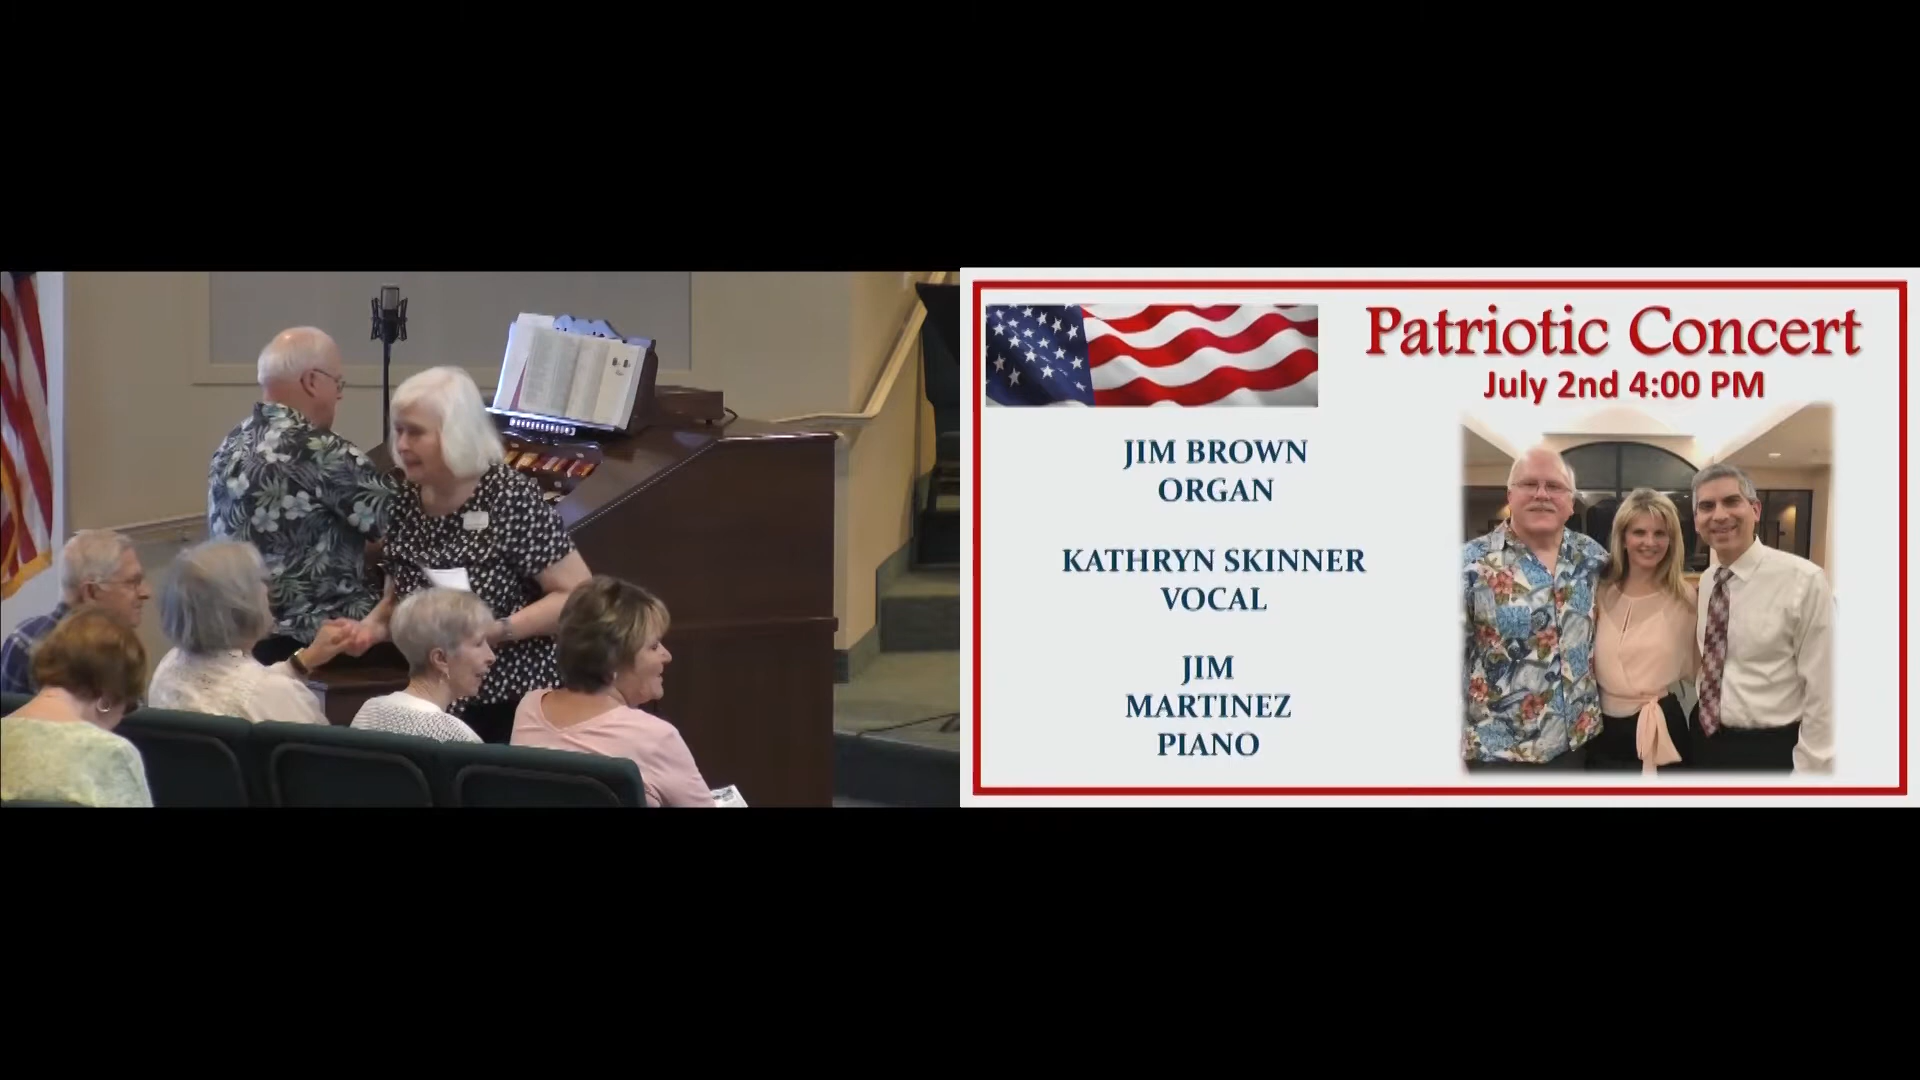 Patriotic Concert
July 2nd 4:00 PM
JIM BROWN
ORGAN
KATHRYN SKINNER
VOCAL
JIM
MARTINEZ
PIANO